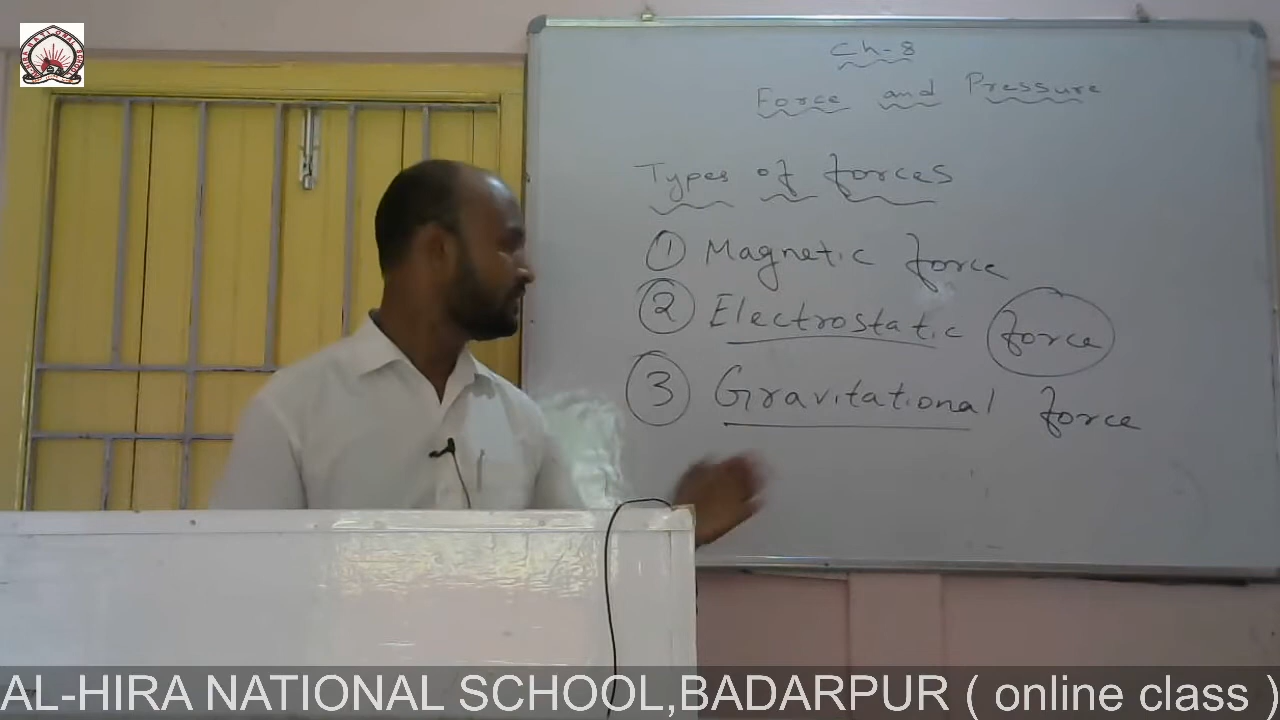 Ch-8
Force and Pressure
Types of forces
① Magnetic force
② Electrostatic force
③ Gravitational force
AL-HIRA NATIONAL SCHOOL,BADARPUR ( online class )